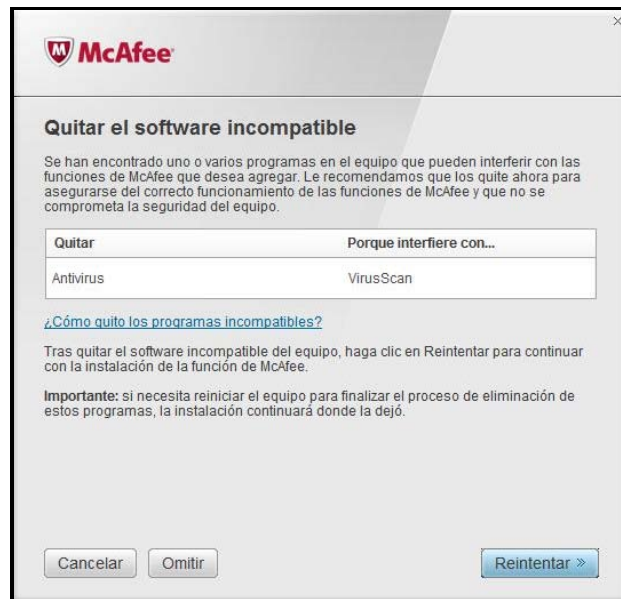 McAfee
Quitar el software incompatible
Se han encontrado uno o varios programas en el equipo que pueden interferir con las
funciones de McAfee que desea agregar. Le recomendamos que los quite ahora para
asegurarse del correcto funcionamiento de las funciones de McAfee y que no se
comprometa la seguridad del equipo.
Quitar Porque interfiere con...
Antivirus VirusScan
¿Cómo quito los programas incompatibles?
Tras quitar el software incompatible del equipo, haga clic en Reintentar para continuar
con la instalación de la función de McAfee.
Importante: si necesita reiniciar el equipo para finalizar el proceso de eliminación de
estos programas, la instalación continuará donde la dejó.
Cancelar Omitir Reintentar »